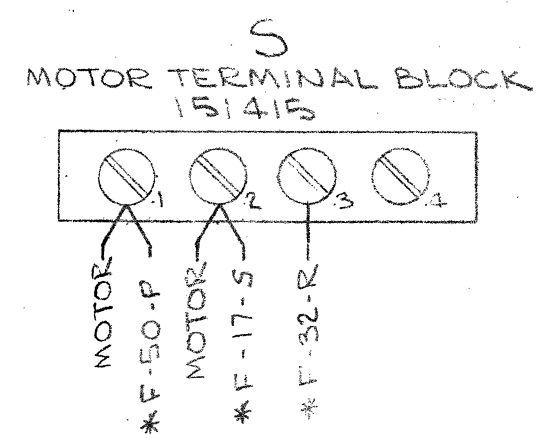 S
MOTOR TERMINAL BLOCK
151415
.1
.2
.3
.4
MOTOR
*F-50-P
MOTOR
*F-17-S
*F-32-R